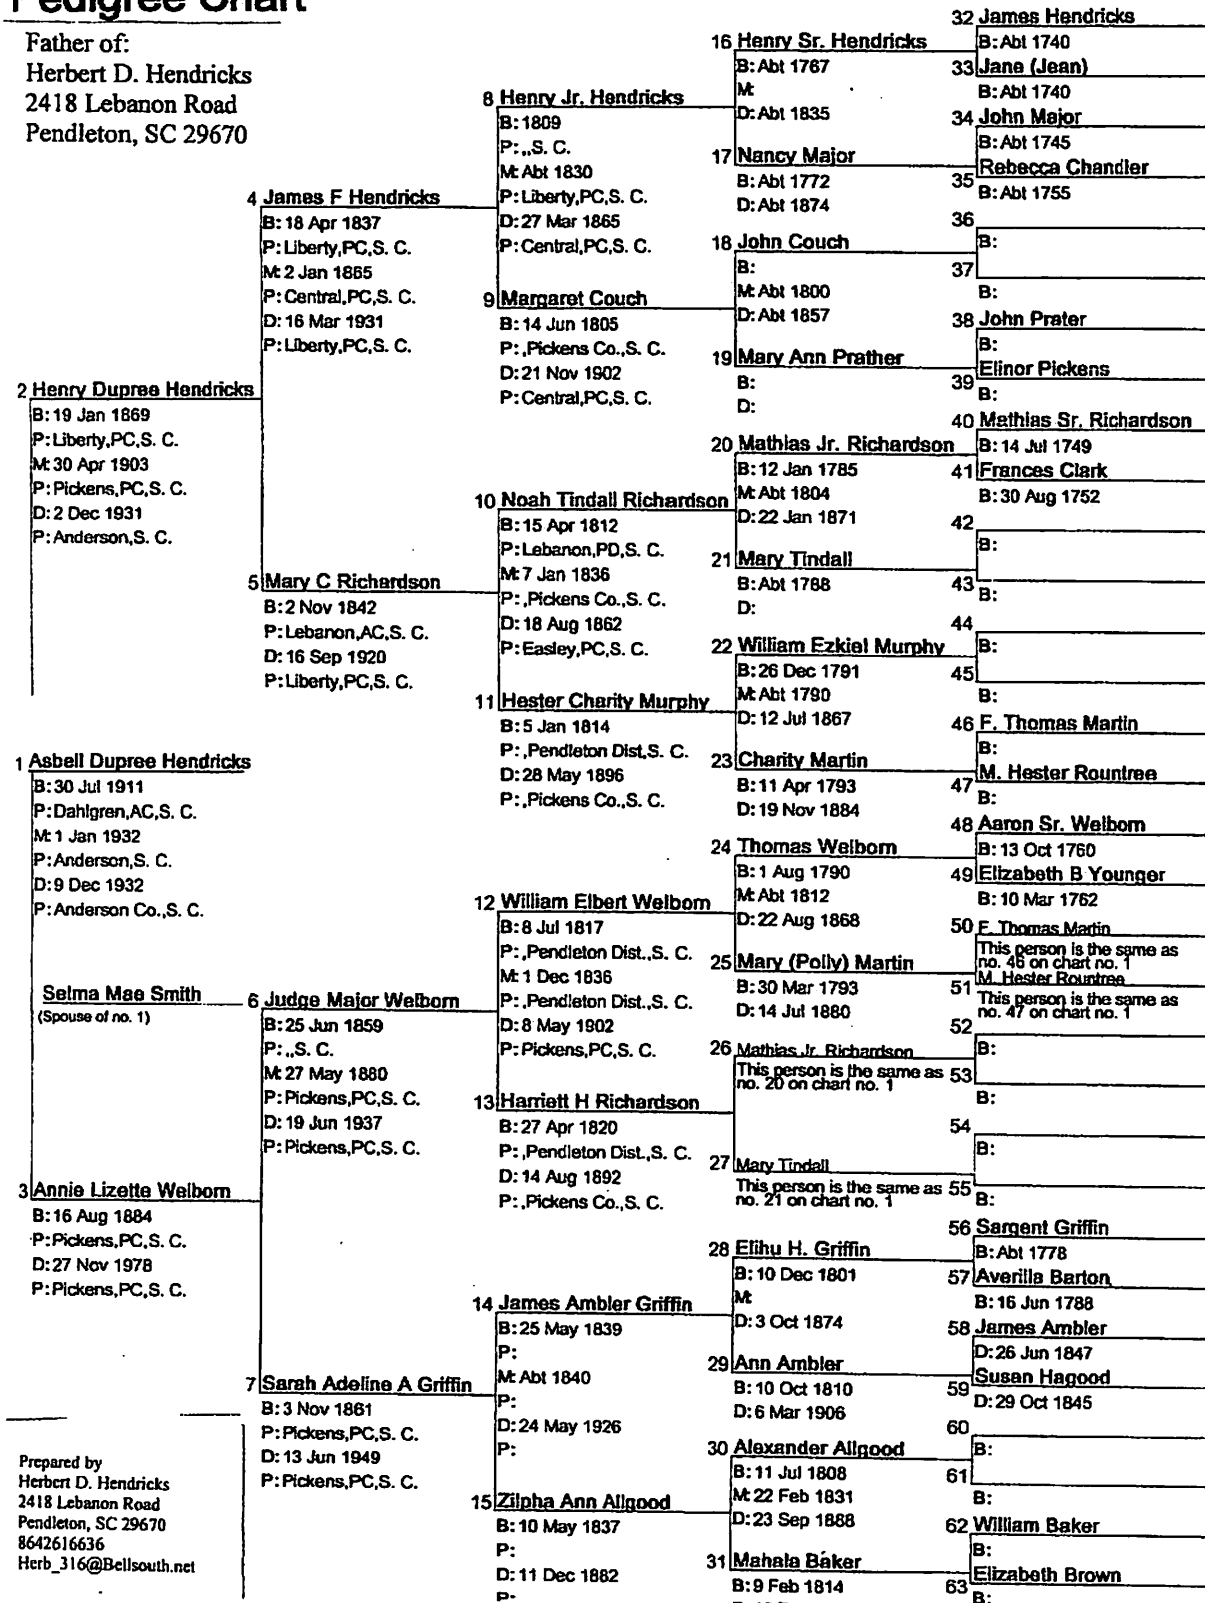 Pedigree Chart
Father of:
Herbert D. Hendricks
2418 Lebanon Road
Pendleton, SC 29670
1 Asbell Dupree Hendricks
B: 30 Jul 1911
P: Dahlgren,AC,S. C.
M: 1 Jan 1932
P: Anderson,S. C.
D: 9 Dec 1932
P: Anderson Co.,S. C.
Selma Mae Smith
(Spouse of no. 1)
2 Henry Dupree Hendricks
B: 19 Jan 1869
P: Liberty,PC,S. C.
M: 30 Apr 1903
P: Pickens,PC,S. C.
D: 2 Dec 1931
P: Anderson,S. C.
3 Annie Lizette Welborn
B: 16 Aug 1884
P: Pickens,PC,S. C.
D: 27 Nov 1978
P: Pickens,PC,S. C.
4 James F Hendricks
B: 18 Apr 1837
P: Liberty,PC,S. C.
M: 2 Jan 1865
P: Central,PC,S. C.
D: 16 Mar 1931
P: Liberty,PC,S. C.
5 Mary C Richardson
B: 2 Nov 1842
P: Lebanon,AC,S. C.
D: 16 Sep 1920
P: Liberty,PC,S. C.
6 Judge Major Welborn
B: 25 Jun 1859
P: ,,S. C.
M: 27 May 1880
P: Pickens,PC,S. C.
D: 19 Jun 1937
P: Pickens,PC,S. C.
7 Sarah Adeline A Griffin
B: 3 Nov 1861
P: Pickens,PC,S. C.
D: 13 Jun 1949
P: Pickens,PC,S. C.
8 Henry Jr. Hendricks
B: 1809
P: ,,S. C.
M: Abt 1830
P: Liberty,PC,S. C.
D: 27 Mar 1865
P: Central,PC,S. C.
9 Margaret Couch
B: 14 Jun 1805
P: ,Pickens Co.,S. C.
D: 21 Nov 1902
P: Central,PC,S. C.
10 Noah Tindall Richardson
B: 15 Apr 1812
P: Lebanon,PD,S. C.
M: 7 Jan 1836
P: ,Pickens Co.,S. C.
D: 18 Aug 1862
P: Easley,PC,S. C.
11 Hester Charity Murphy
B: 5 Jan 1814
P: ,Pendleton Dist,S. C.
D: 28 May 1896
P: ,Pickens Co.,S. C.
12 William Elbert Welborn
B: 8 Jul 1817
P: ,Pendleton Dist.,S. C.
M: 1 Dec 1836
P: ,Pendleton Dist.,S. C.
D: 8 May 1902
P: Pickens,PC,S. C.
13 Harriett H Richardson
B: 27 Apr 1820
P: ,Pendleton Dist.,S. C.
D: 14 Aug 1892
P: ,Pickens Co.,S. C.
14 James Ambler Griffin
B: 25 May 1839
P:
M: Abt 1840
P:
D: 24 May 1926
P:
15 Zilpha Ann Allgood
B: 10 May 1837
P:
D: 11 Dec 1882
P:
16 Henry Sr. Hendricks
B: Abt 1767
M:
D: Abt 1835
17 Nancy Major
B: Abt 1772
D: Abt 1874
18 John Couch
B:
M: Abt 1800
D: Abt 1857
19 Mary Ann Prather
B:
D:
20 Mathias Jr. Richardson
B: 12 Jan 1785
M: Abt 1804
D: 22 Jan 1871
21 Mary Tindall
B: Abt 1788
D:
22 William Ezkiel Murphy
B: 26 Dec 1791
M: Abt 1790
D: 12 Jul 1867
23 Charity Martin
B: 11 Apr 1793
D: 19 Nov 1884
24 Thomas Welborn
B: 1 Aug 1790
M: Abt 1812
D: 22 Aug 1868
25 Mary (Polly) Martin
B: 30 Mar 1793
D: 14 Jul 1880
26 Mathias Jr. Richardson
This person is the same as
no. 20 on chart no. 1
27 Mary Tindall
This person is the same as
no. 21 on chart no. 1
28 Elihu H. Griffin
B: 10 Dec 1801
M:
D: 3 Oct 1874
29 Ann Ambler
B: 10 Oct 1810
D: 6 Mar 1906
30 Alexander Allgood
B: 11 Jul 1808
M: 22 Feb 1831
D: 23 Sep 1888
31 Mahala Baker
B: 9 Feb 1814
32 James Hendricks
B: Abt 1740
33 Jane (Jean)
B: Abt 1740
34 John Major
B: Abt 1745
35 Rebecca Chandler
B: Abt 1755
36
B:
37
B:
38 John Prater
B:
39 Elinor Pickens
B:
40 Mathias Sr. Richardson
B: 14 Jul 1749
41 Frances Clark
B: 30 Aug 1752
42
B:
43
B:
44
B:
45
B:
46 F. Thomas Martin
B:
47 M. Hester Rountree
B:
48 Aaron Sr. Welborn
B: 13 Oct 1760
49 Elizabeth B Younger
B: 10 Mar 1762
50 F. Thomas Martin
This person is the same as
no. 46 on chart no. 1
51 M. Hester Rountree
This person is the same as
no. 47 on chart no. 1
52
B:
53
B:
54
B:
55
B:
56 Sargent Griffin
B: Abt 1778
57 Averilla Barton
B: 16 Jun 1788
58 James Ambler
D: 26 Jun 1847
59 Susan Hagood
D: 29 Oct 1845
60
B:
61
B:
62 William Baker
B:
63 Elizabeth Brown
B:
Prepared by
Herbert D. Hendricks
2418 Lebanon Road
Pendleton, SC 29670
8642616636
Herb_316@Bellsouth.net